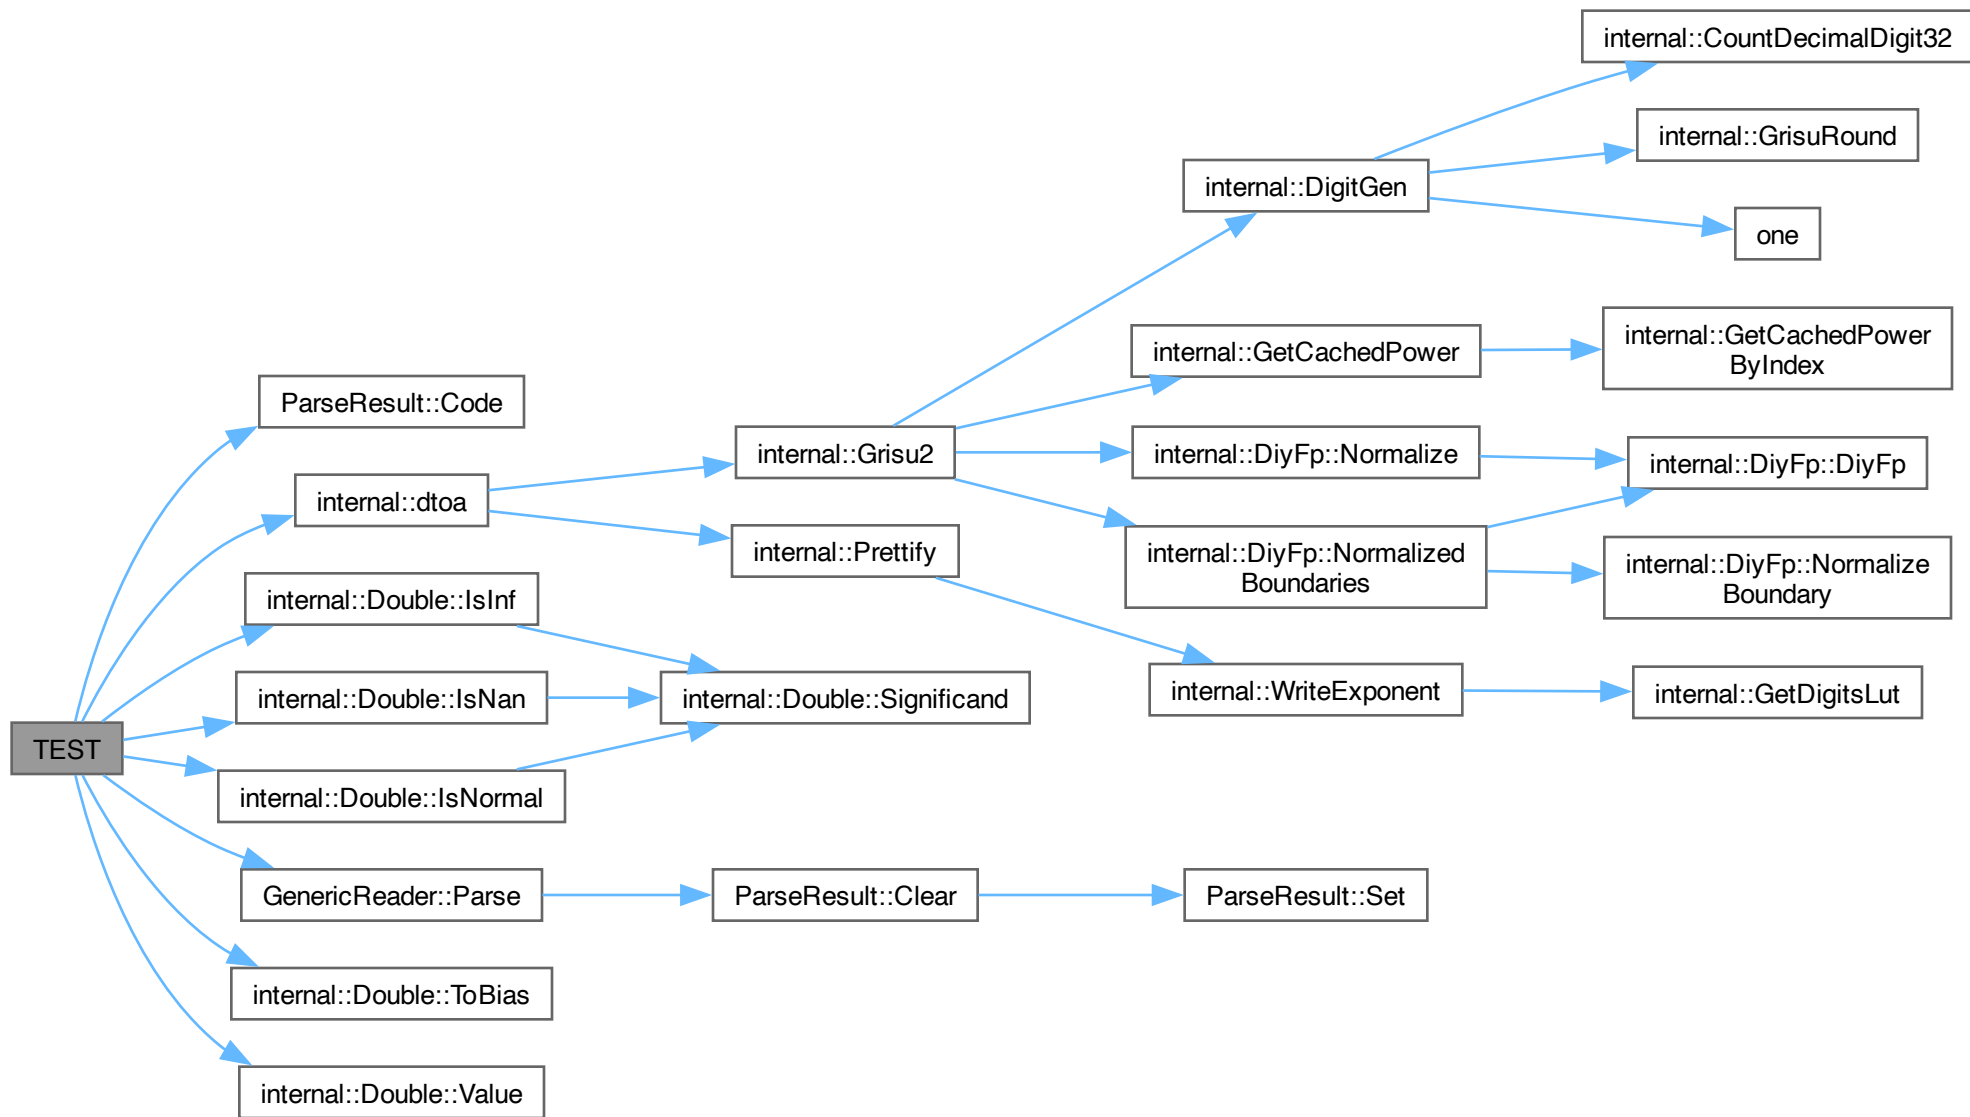 internal::CountDecimalDigit32
internal::GrisuRound
internal::DigitGen
one
internal::GetCachedPower
internal::GetCachedPower
ByIndex
ParseResult::Code
internal::Grisu2
internal::DiyFp::Normalize
internal::DiyFp::DiyFp
internal::dtoa
internal::Prettify
internal::DiyFp::Normalized
Boundaries
internal::DiyFp::Normalize
Boundary
internal::Double::IsInf
internal::Double::IsNan
internal::Double::Significand
internal::WriteExponent
internal::GetDigitsLut
TEST
internal::Double::IsNormal
GenericReader::Parse
ParseResult::Clear
ParseResult::Set
internal::Double::ToBias
internal::Double::Value